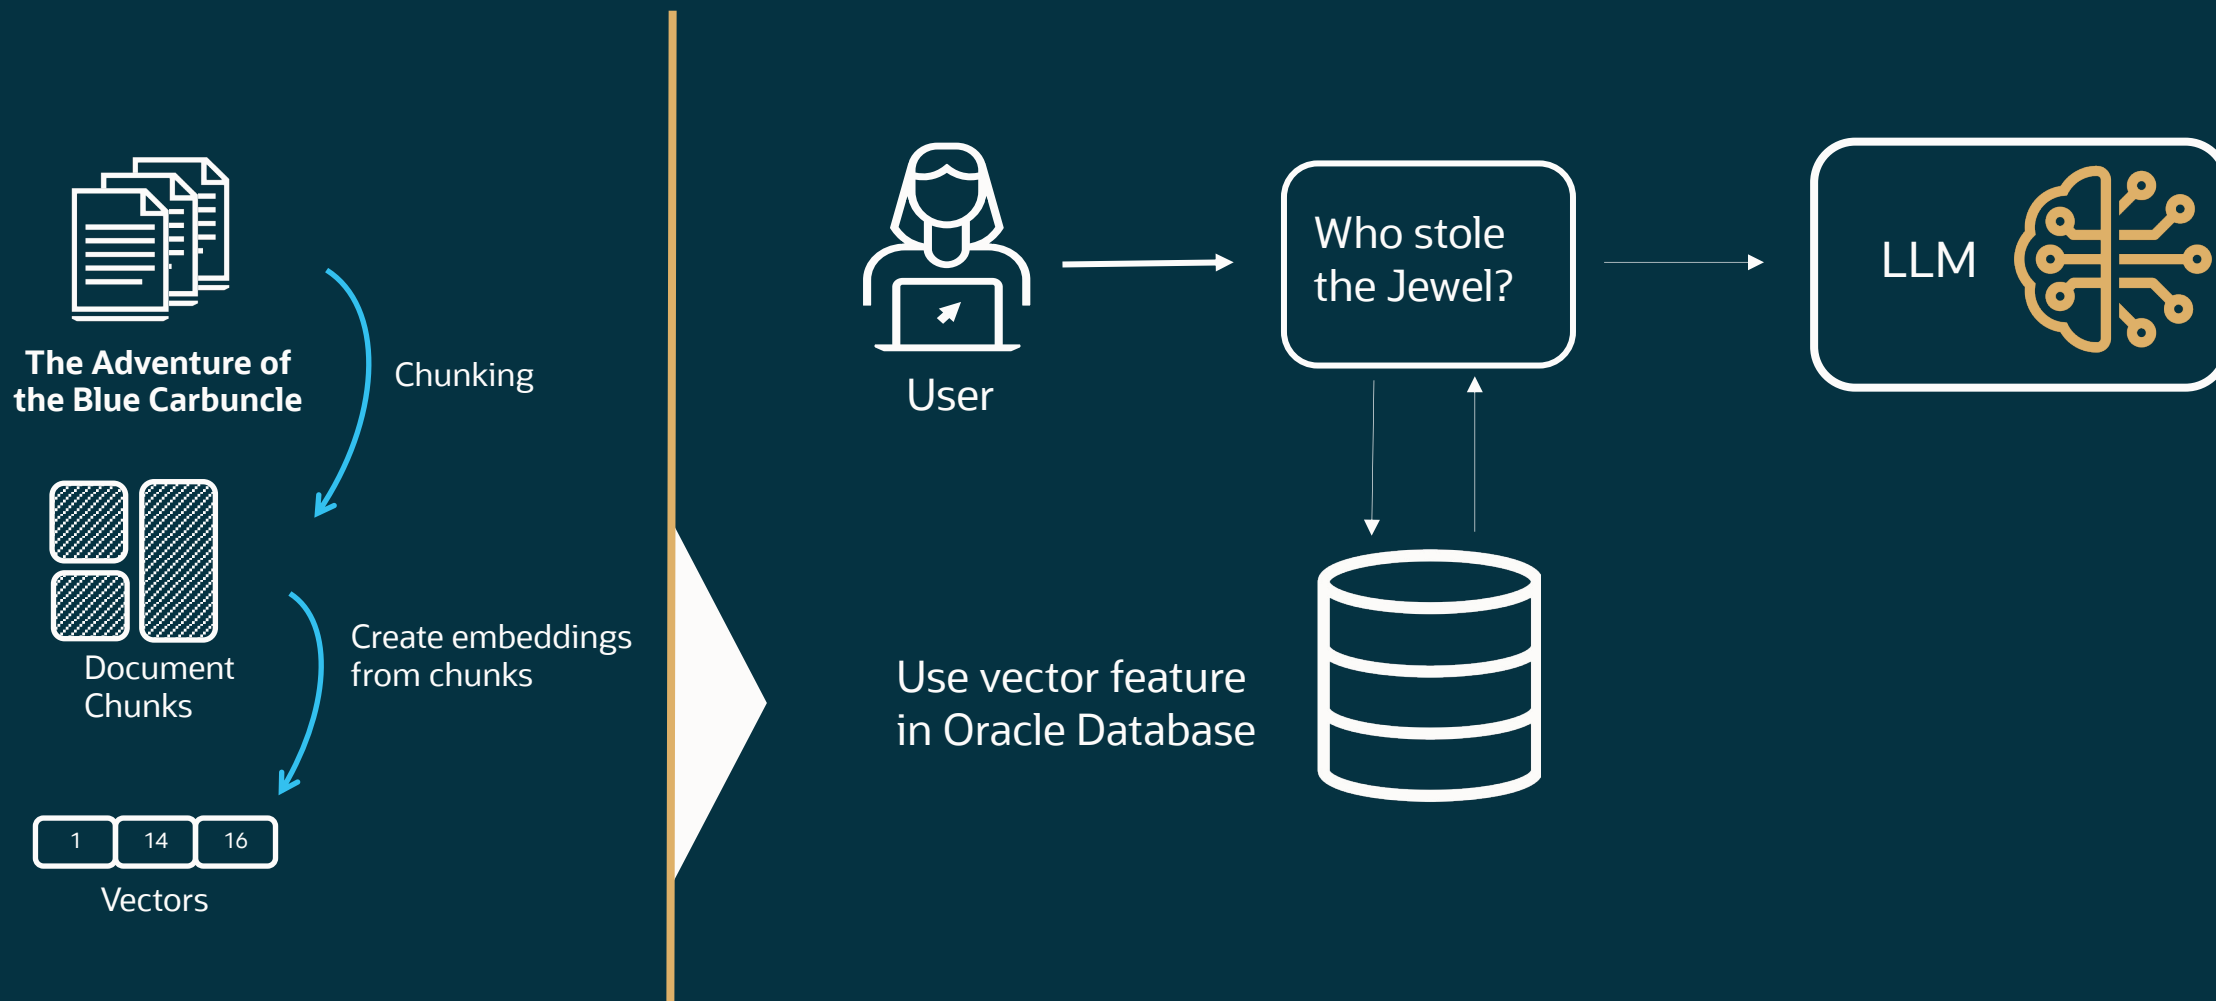 The Adventure of
the Blue Carbuncle
Chunking
Document
Chunks
Create embeddings
from chunks
1 14 16
Vectors
User
Who stole
the Jewel?
LLM
Use vector feature
in Oracle Database